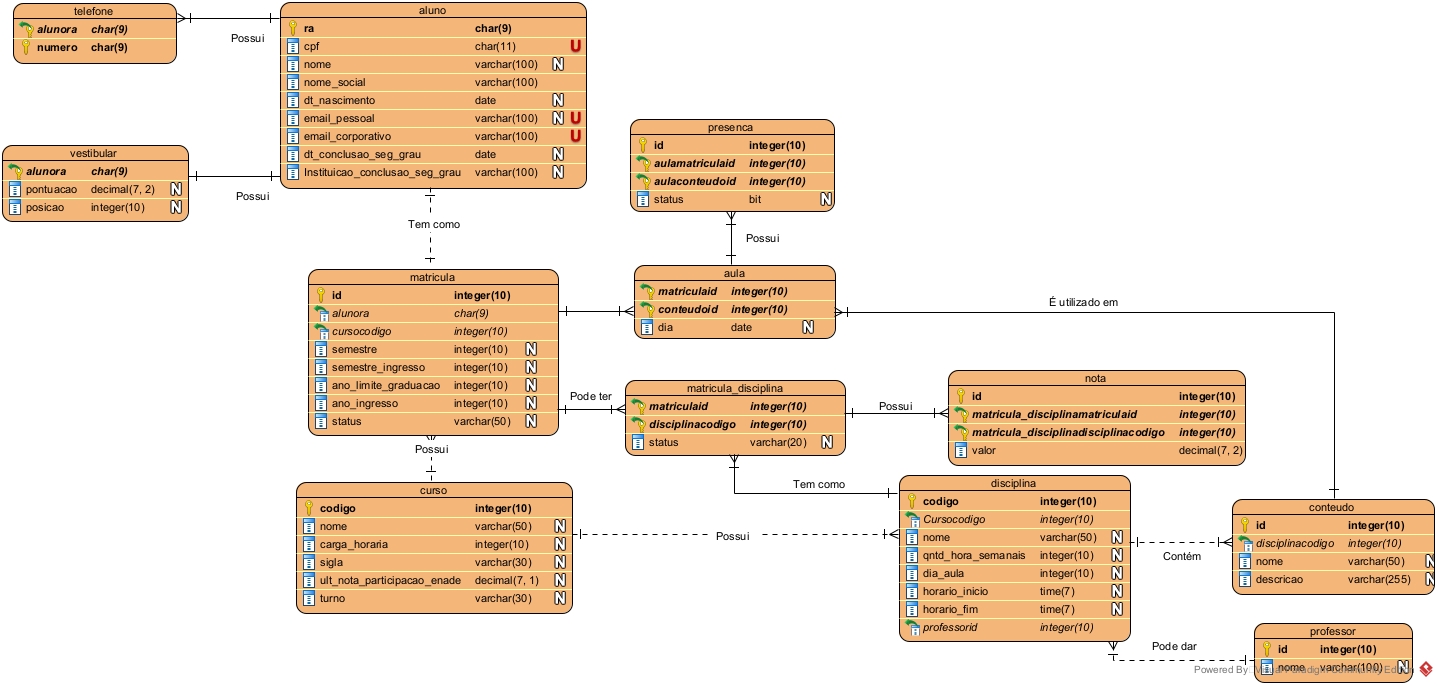 telefone
alunora char(9)
numero char(9)
Possui
aluno
ra char(9)
cpf char(11) U
nome varchar(100) N
nome_social varchar(100)
dt_nascimento date N
email_pessoal varchar(100) N U
email_corporativo varchar(100) U
dt_conclusao_seg_grau date N
Instituicao_conclusao_seg_grau varchar(100) N
vestibular
alunora char(9)
pontuacao decimal(7, 2) N
posicao integer(10) N
Possui
Tem como
presenca
id integer(10)
aulamatriculaid integer(10)
aulaconteudoid integer(10)
status bit N
Possui
matricula
id integer(10)
alunora char(9)
cursocodigo integer(10)
semestre integer(10) N
semestre_ingresso integer(10) N
ano_limite_graduacao integer(10) N
ano_ingresso integer(10) N
status varchar(50) N
aula
matriculaid integer(10)
conteudoid integer(10)
dia date N
É utilizado em
Pode ter
matricula_disciplina
matriculaid integer(10)
disciplinacodigo integer(10)
status varchar(20) N
Possui
nota
id integer(10)
matricula_disciplinamatriculaid integer(10)
matricula_disciplinadisciplinacodigo integer(10)
valor decimal(7, 2)
Possui
Tem como
curso
codigo integer(10)
nome varchar(50) N
carga_horaria integer(10) N
sigla varchar(30) N
ult_nota_participacao_enade decimal(7, 1) N
turno varchar(30) N
Possui
disciplina
codigo integer(10)
Cursocodigo integer(10)
nome varchar(50) N
qntd_hora_semanais integer(10) N
dia_aula integer(10) N
horario_inicio time(7) N
horario_fim time(7) N
professorid integer(10)
Contém
conteudo
id integer(10)
disciplinacodigo integer(10)
nome varchar(50) N
descricao varchar(255) N
Pode dar
professor
id integer(10)
nome varchar(100) N
Powered By Visual Paradigm Community Edition